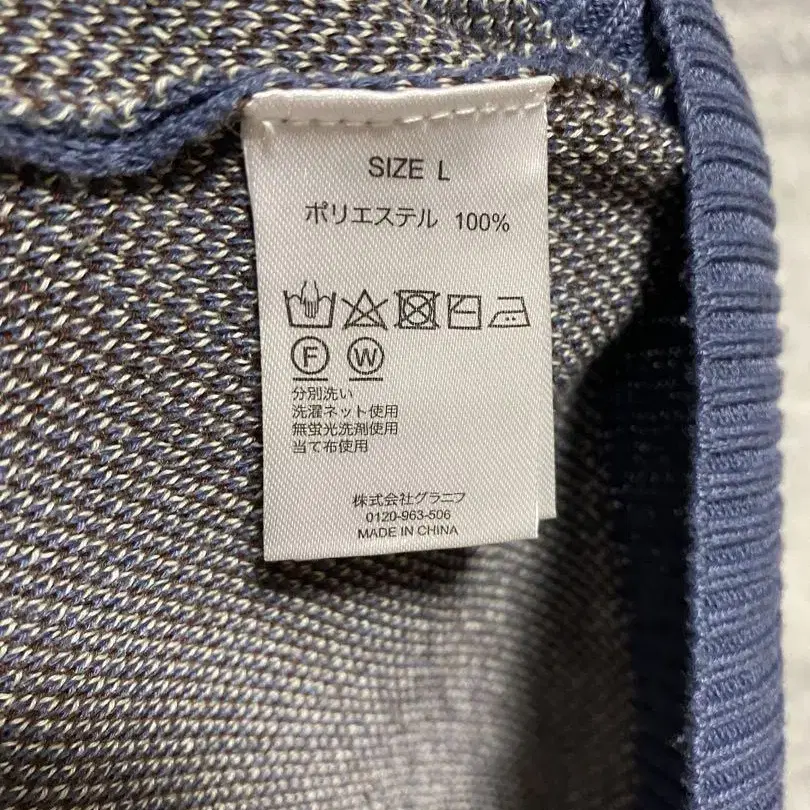 SIZE L
ポリエステル 100%
F W
分別洗い
洗濯ネット使用
無蛍光洗剤使用
当て布使用
株式会社グラニフ
0120-963-506
MADE IN CHINA